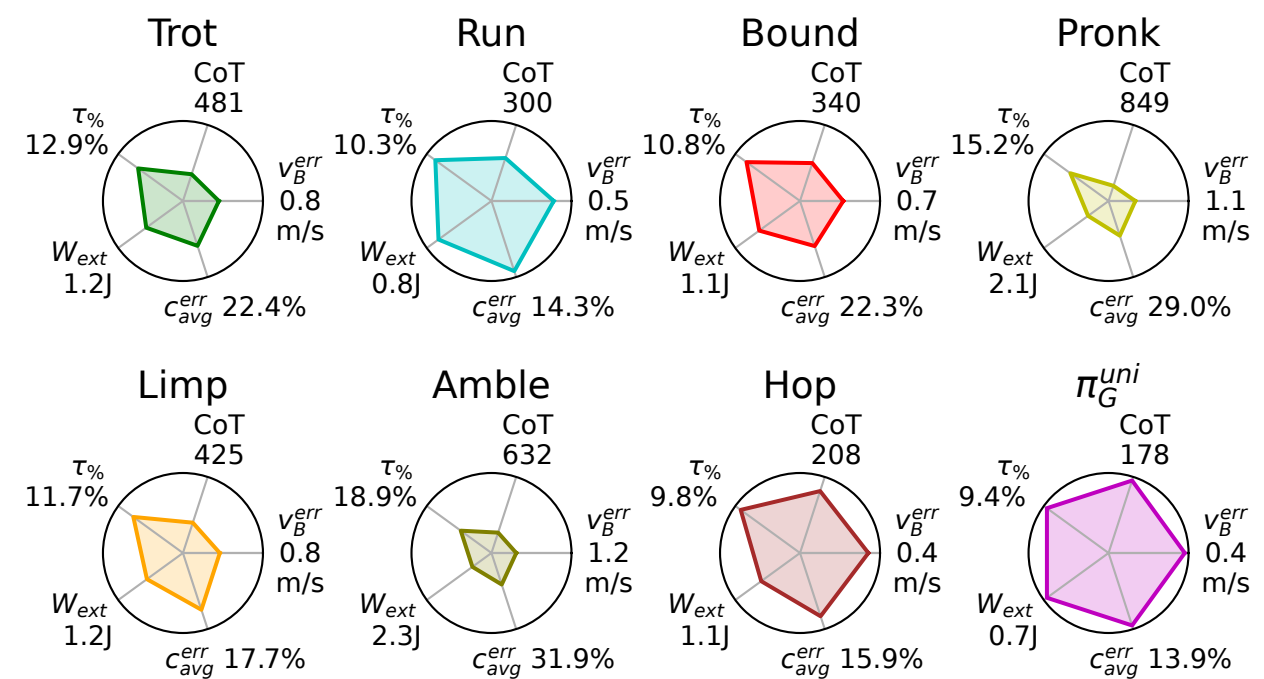 Trot
CoT
481
τ%
12.9%
v_B^err
0.8
m/s
W_ext
1.2J
c_avg^err 22.4%
Run
CoT
300
τ%
10.3%
v_B^err
0.5
m/s
W_ext
0.8J
c_avg^err 14.3%
Bound
CoT
340
τ%
10.8%
v_B^err
0.7
m/s
W_ext
1.1J
c_avg^err 22.3%
Pronk
CoT
849
τ%
15.2%
v_B^err
1.1
m/s
W_ext
2.1J
c_avg^err 29.0%
Limp
CoT
425
τ%
11.7%
v_B^err
0.8
m/s
W_ext
1.2J
c_avg^err 17.7%
Amble
CoT
632
τ%
18.9%
v_B^err
1.2
m/s
W_ext
2.3J
c_avg^err 31.9%
Hop
CoT
208
τ%
9.8%
v_B^err
0.4
m/s
W_ext
1.1J
c_avg^err 15.9%
π_G^uni
CoT
178
τ%
9.4%
v_B^err
0.4
m/s
W_ext
0.7J
c_avg^err 13.9%